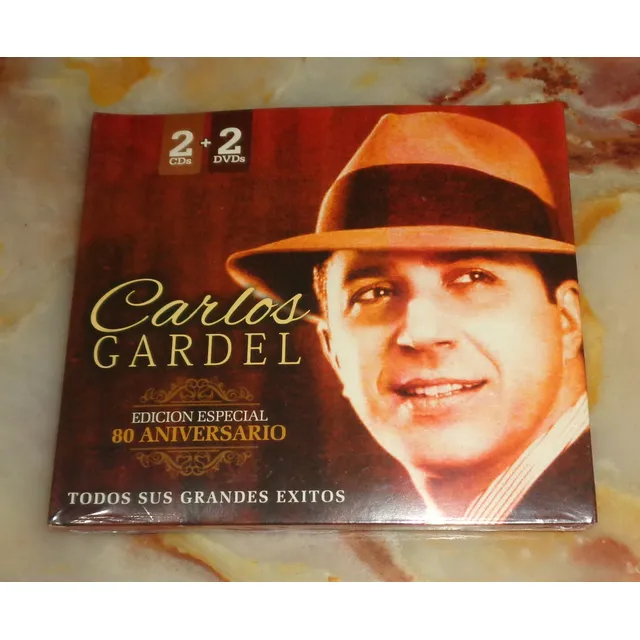 2 + 2
CDs DVDs
Carlos
GARDEL
EDICION ESPECIAL
80 ANIVERSARIO
TODOS SUS GRANDES EXITOS